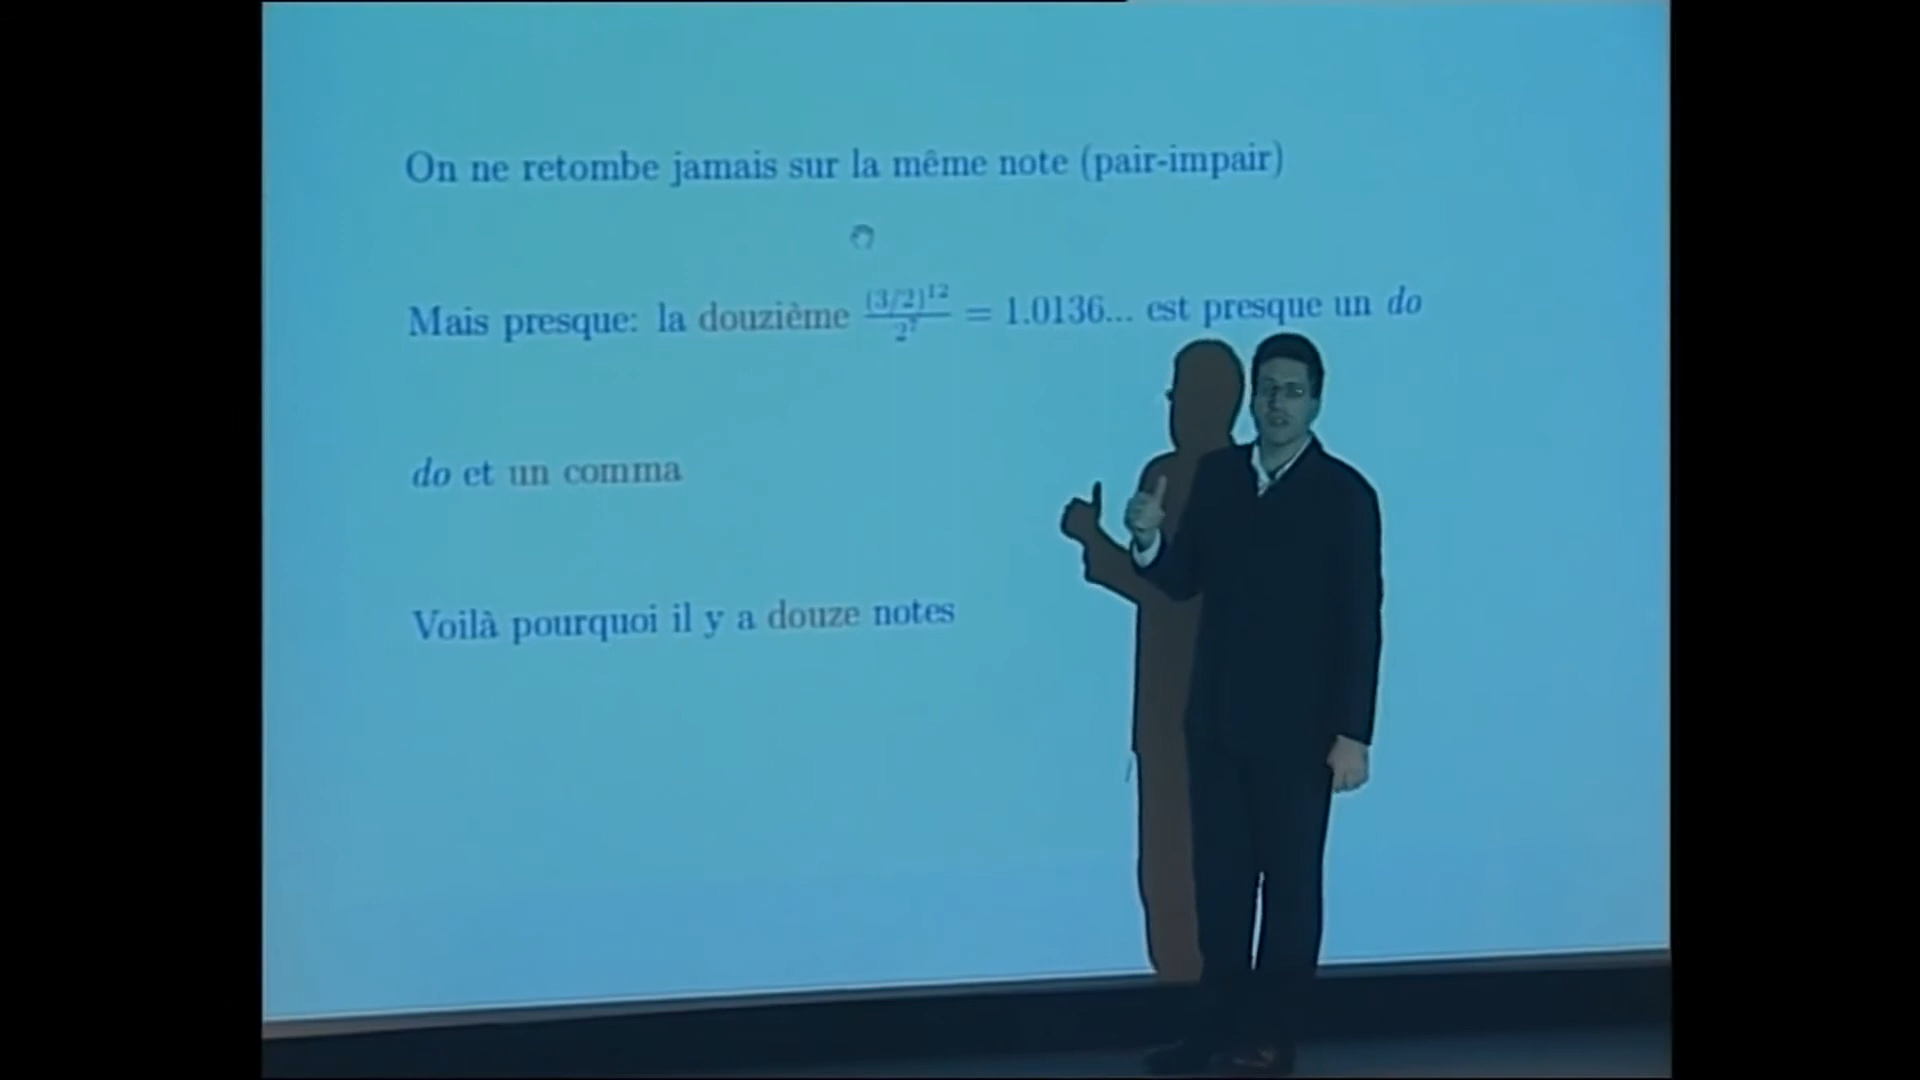 On ne retombe jamais sur la même note (pair-impair)
Mais presque: la douzième (3/2)^12 / 2^7 = 1.0136... est presque un do
do et un comma
Voilà pourquoi il y a douze notes